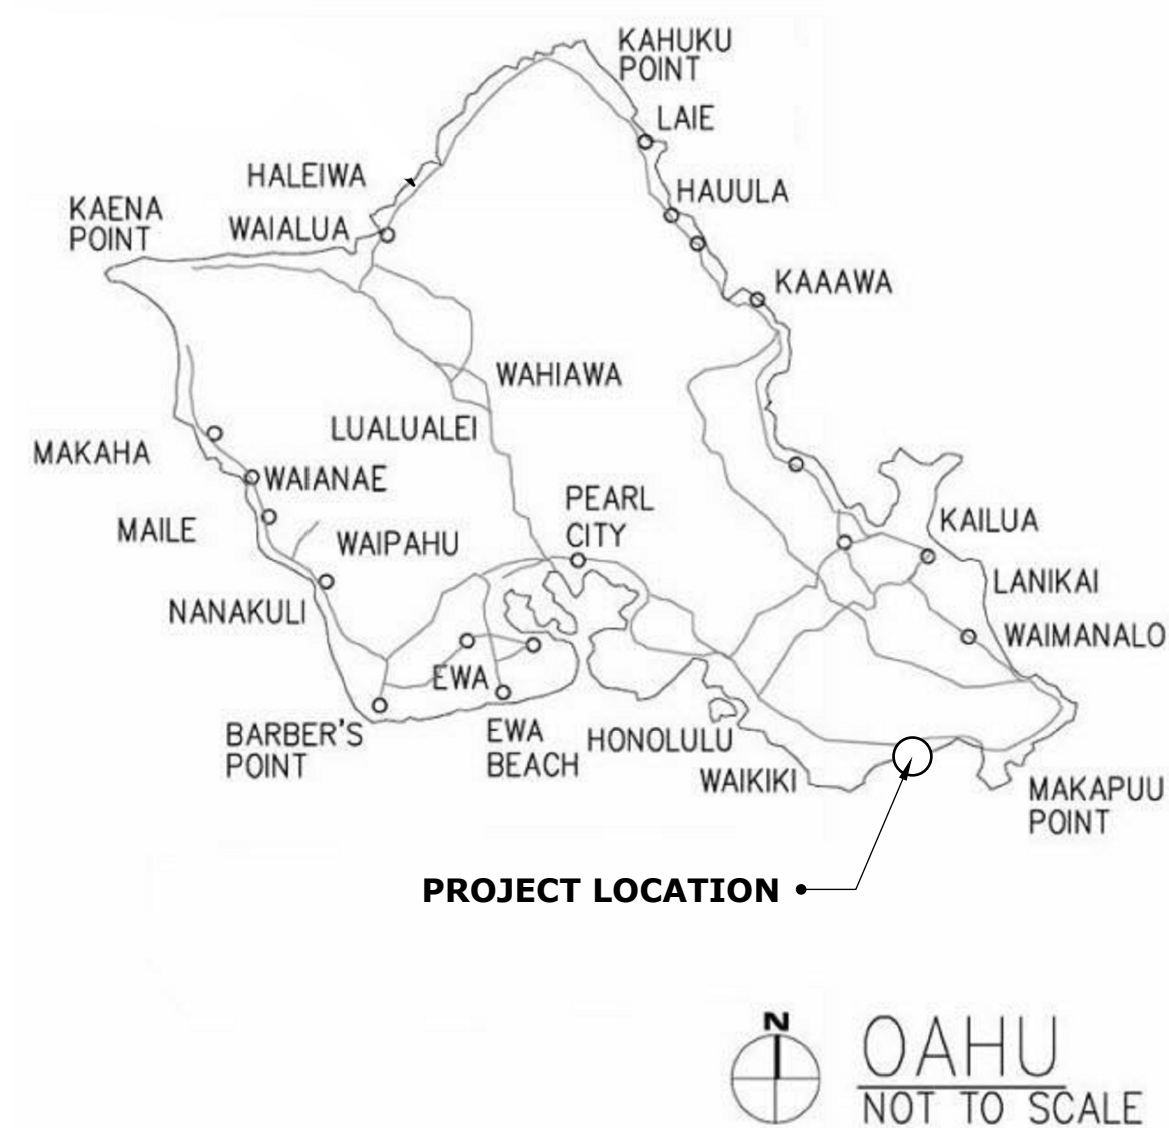 KAHUKU
POINT
LAIE
HALEIWA
HAUULA
KAENA
POINT
WAIALUA
KAAAWA
WAHIAWA
LUALUALEI
MAKAHA
WAIANAE
PEARL
CITY
MAILE
WAIPAHU
KAILUA
LANIKAI
NANAKULI
WAIMANALO
EWA
BARBER'S
POINT
EWA
BEACH
HONOLULU
WAIKIKI
MAKAPUU
POINT
PROJECT LOCATION
N
OAHU
NOT TO SCALE